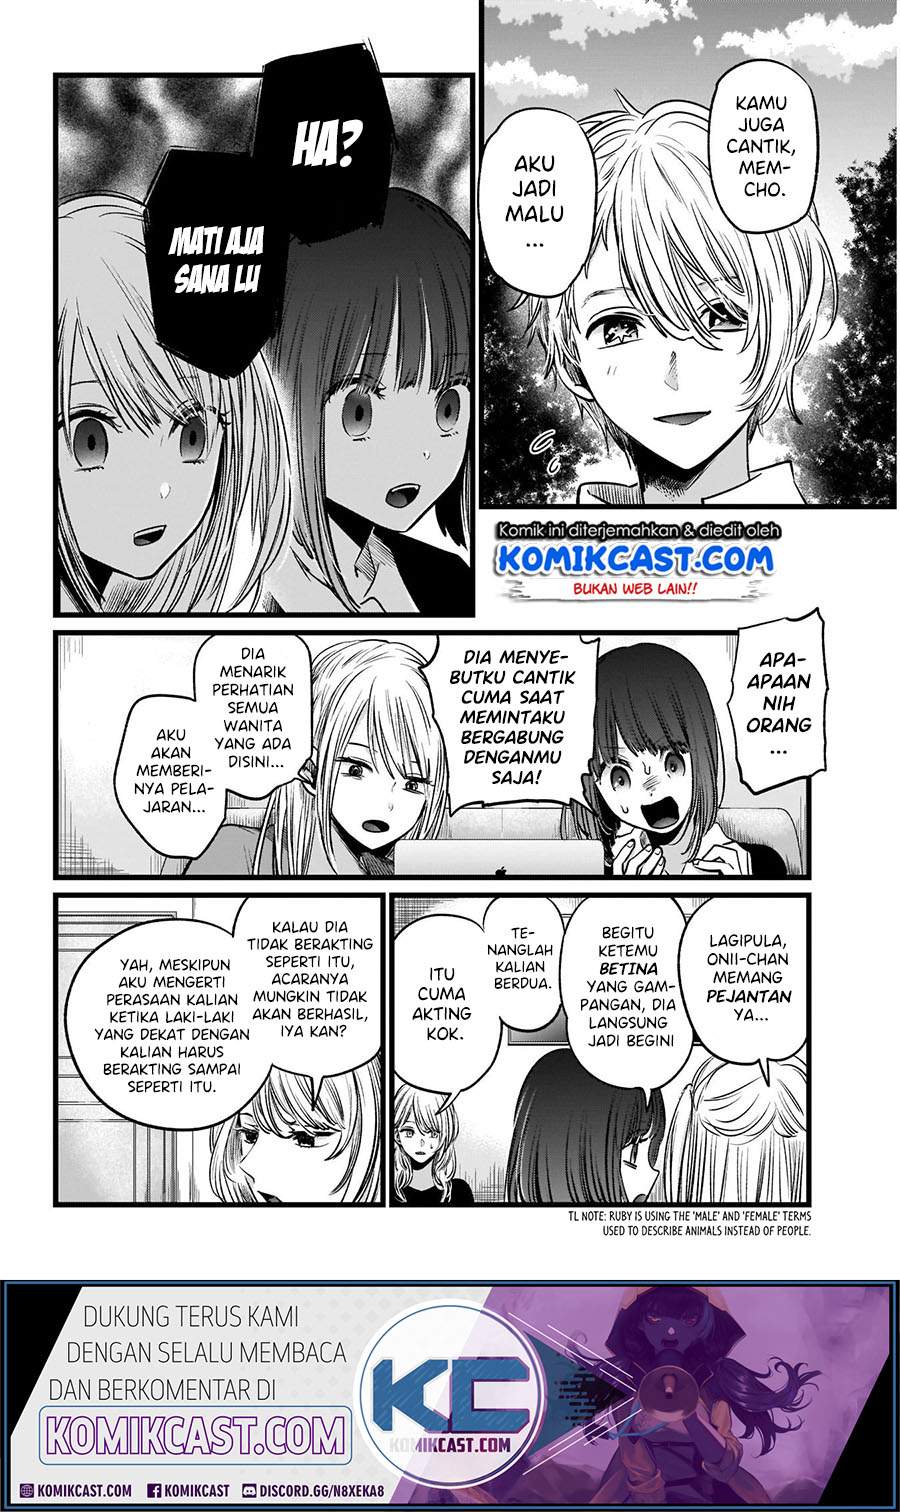 KAMU
JUGA
CANTIK,
MEM-
CHO.
AKU
JADI
MALU
...
HA?
MATI AJA
SANA LU
Komik ini diterjemahkan & diedit oleh
KOMIKCAST.COM
BUKAN WEB LAIN!!
APA-
APAAN
NIH
ORANG
...
DIA MENYE-
BUTKU CANTIK
CUMA SAAT
MEMINTAKU
BERGABUNG
DENGANMU
SAJA!
DIA
MENARIK
PERHATIAN
SEMUA
WANITA
YANG ADA
DISINI...
AKU
AKAN
MEMBERI-
NYA PELA-
JARAN...
LAGIPULA,
ONII-CHAN
MEMANG
PEJANTAN
YA...
BEGITU
KETEMU
BETINA
YANG GAM-
PANGAN, DIA
LANGSUNG
JADI BEGINI
TE-
NANGLAH
KALIAN
BERDUA.
ITU
CUMA
AKTING
KOK.
KALAU DIA
TIDAK BERAKTING
SEPERTI ITU,
ACARANYA
MUNGKIN TIDAK
AKAN BERHASIL,
IYA KAN?
YAH, MESKIPUN
AKU MENGERTI
PERASAAN KALIAN
KETIKA LAKI-LAKI
YANG DEKAT DENGAN
KALIAN HARUS
BERAKTING SAMPAI
SEPERTI ITU.
TL NOTE: RUBY IS USING THE 'MALE' AND 'FEMALE' TERMS
USED TO DESCRIBE ANIMALS INSTEAD OF PEOPLE.
DUKUNG TERUS KAMI
DENGAN SELALU MEMBACA
DAN BERKOMENTAR DI
KOMIKCAST.COM
KC
KOMIKCAST.COM
KOMIKCAST.COM
KOMIKCAST
DISCORD.GG/N8XEKA8